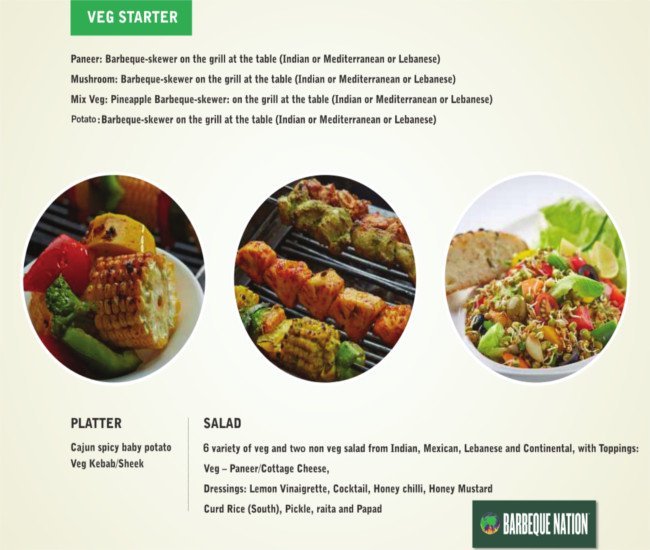 VEG STARTER
Paneer: Barbeque-skewer on the grill at the table (Indian or Mediterranean or Lebanese)
Mushroom: Barbeque-skewer on the grill at the table (Indian or Mediterranean or Lebanese)
Mix Veg: Pineapple Barbeque-skewer: on the grill at the table (Indian or Mediterranean or Lebanese)
Potato: Barbeque-skewer on the grill at the table (Indian or Mediterranean or Lebanese)
PLATTER
Cajun spicy baby potato
Veg Kebab/Sheek
SALAD
6 variety of veg and two non veg salad from Indian, Mexican, Lebanese and Continental, with Toppings:
Veg – Paneer/Cottage Cheese,
Dressings: Lemon Vinaigrette, Cocktail, Honey chilli, Honey Mustard
Curd Rice (South), Pickle, raita and Papad
BARBEQUE NATION